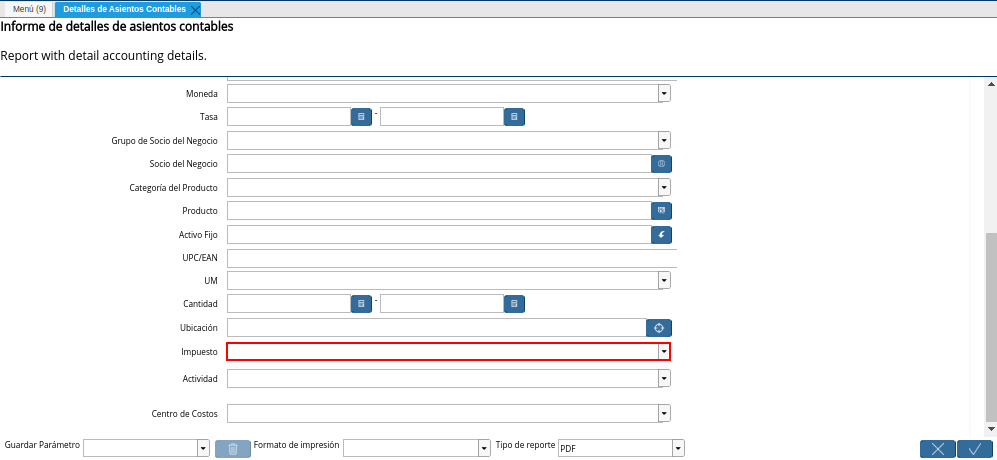 Menú (9)
Detalles de Asientos Contables
Informe de detalles de asientos contables
Report with detail accounting details.
Moneda
Tasa
-
Grupo de Socio del Negocio
Socio del Negocio
Categoría del Producto
Producto
Activo Fijo
UPC/EAN
UM
Cantidad
-
Ubicación
Impuesto
Actividad
Centro de Costos
Guardar Parámetro
Formato de impresión
Tipo de reporte
PDF